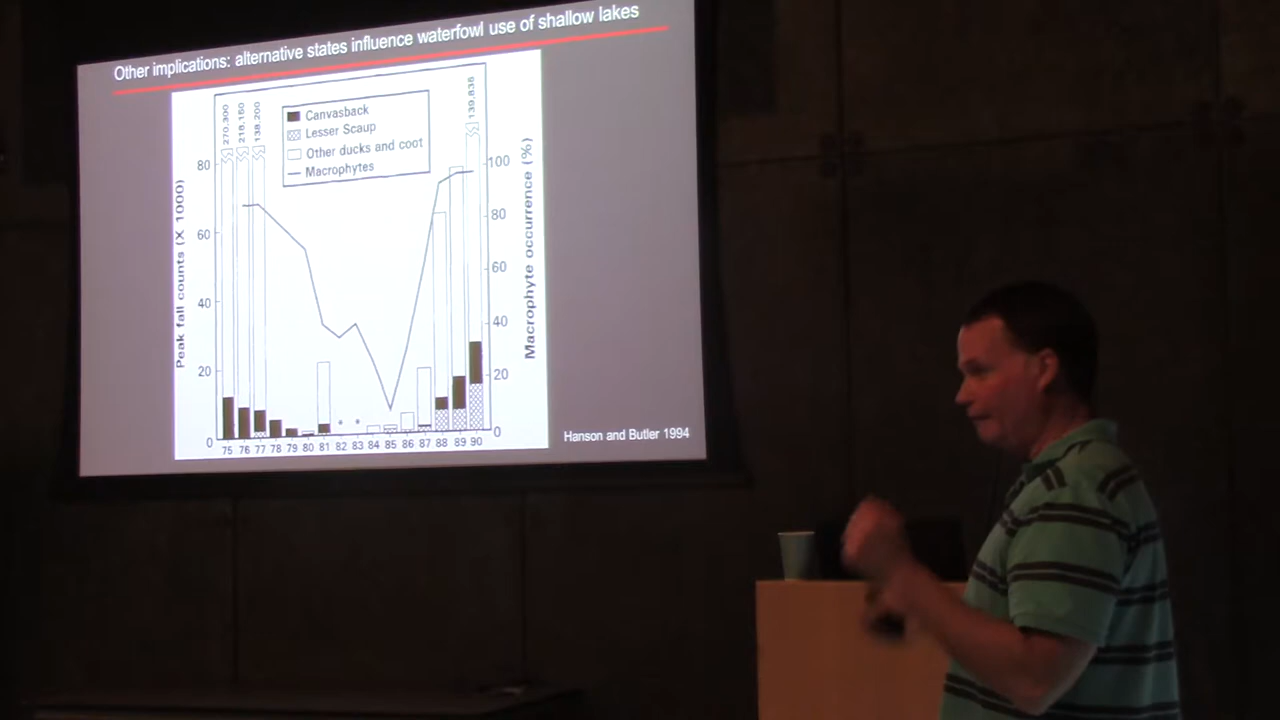 Other implications: alternative states influence waterfowl use of shallow lakes
270,300
218,150
138,200
139,838
Canvasback
Lesser Scaup
Other ducks and coot
Macrophytes
Peak fall counts (X 1000)
80
60
40
20
0
100
80
60
40
20
0
Macrophyte occurrence (%)
75 76 77 78 79 80 81 82 83 84 85 86 87 88 89 90
Hanson and Butler 1994